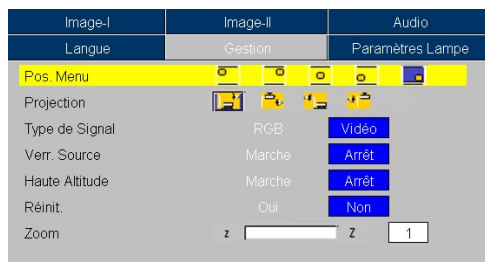 Image-I Image-II Audio
Langue Gestion Paramètres Lampe
Pos. Menu
Projection
Type de Signal RGB Vidéo
Verr. Source Marche Arrêt
Haute Altitude Marche Arrêt
Réinit. Oui Non
Zoom z Z 1